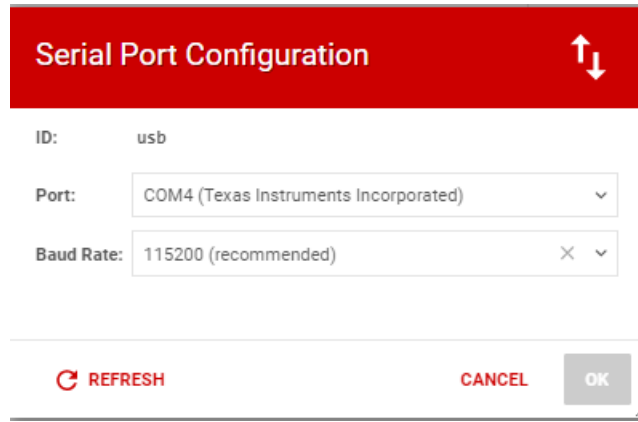 Serial Port Configuration
ID: usb
Port: COM4 (Texas Instruments Incorporated)
Baud Rate: 115200 (recommended)
REFRESH CANCEL OK